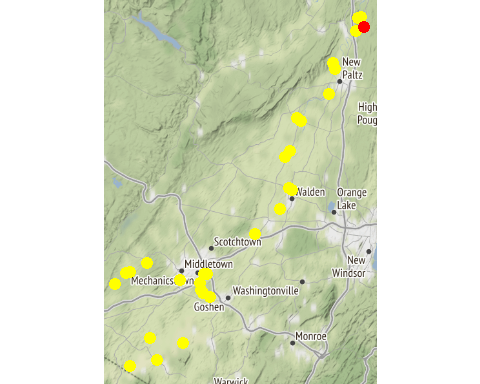 New
Paltz
High
Poug
Walden
Orange
Lake
Scotchtown
New
Windsor
Middletown
Mechanicstown
Washingtonville
Goshen
Monroe
Warwick